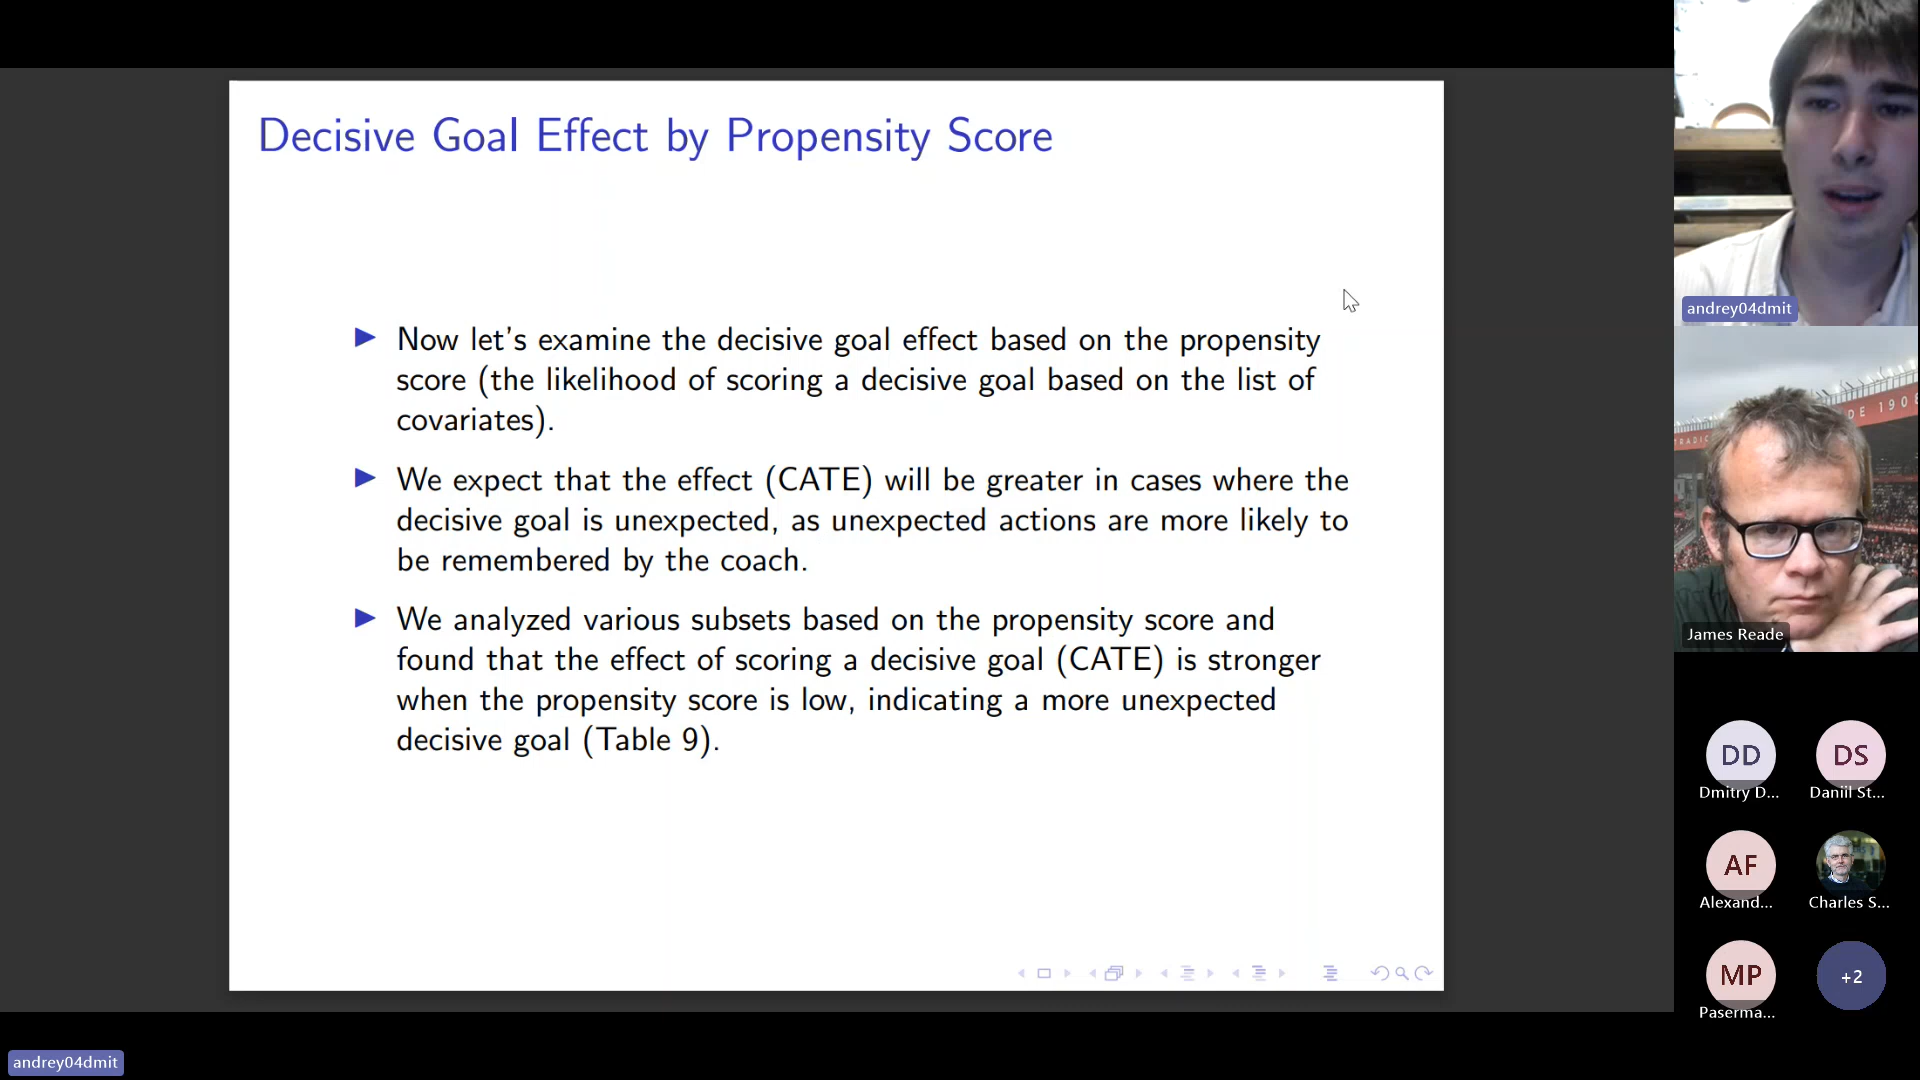 Decisive Goal Effect by Propensity Score
Now let's examine the decisive goal effect based on the propensity
score (the likelihood of scoring a decisive goal based on the list of
covariates).
We expect that the effect (CATE) will be greater in cases where the
decisive goal is unexpected, as unexpected actions are more likely to
be remembered by the coach.
We analyzed various subsets based on the propensity score and
found that the effect of scoring a decisive goal (CATE) is stronger
when the propensity score is low, indicating a more unexpected
decisive goal (Table 9).
andrey04dmit
DE 1908
James Reade
DD
Dmitry D...
DS
Daniil St...
AF
Alexand...
Charles S...
MP
Paserma...
+2
andrey04dmit